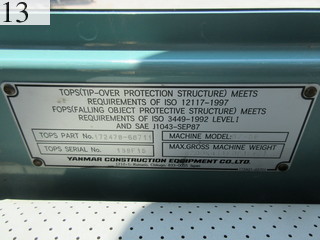 13
TOPS(TIP-OVER PROTECTION STRUCTURE) MEETS
REQUIREMENTS OF ISO 12117-1997
FOPS(FALLING OBJECT PROTECTIVE STRUCTURE) MEETS
REQUIREMENTS OF ISO 3449-1992 LEVEL I
AND SAE J1043-SEP87
TOPS PART No. MACHINE MODEL
TOPS SERIAL No. MAX.GROSS MACHINE WEIGHT
YANMAR CONSTRUCTION EQUIPMENT CO.,LTD.